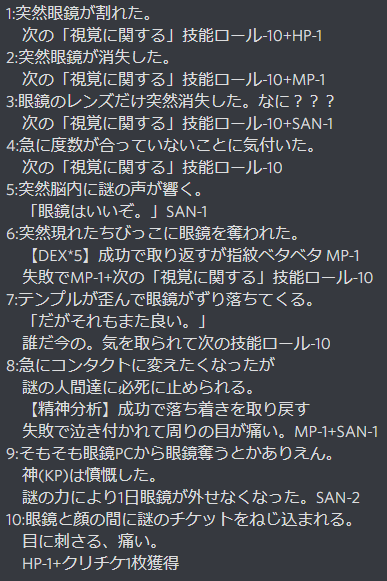 1:突然眼鏡が割れた。
次の「視覚に関する」技能ロール-10+HP-1
2:突然眼鏡が消失した。
次の「視覚に関する」技能ロール-10+MP-1
3:眼鏡のレンズだけ突然消失した。なに？？？
次の「視覚に関する」技能ロール-10+SAN-1
4:急に度数が合っていないことに気付いた。
次の「視覚に関する」技能ロール-10
5:突然脳内に謎の声が響く。
「眼鏡はいいぞ。」SAN-1
6:突然現れたちびっこに眼鏡を奪われた。
【DEX*5】成功で取り返すが指紋ベタベタ MP-1
失敗でMP-1+次の「視覚に関する」技能ロール-10
7:テンプルが歪んで眼鏡がずり落ちてくる。
「だがそれもまた良い。」
誰だ今の。気を取られて次の技能ロール-10
8:急にコンタクトに変えたくなったが
謎の人間達に必死に止められる。
【精神分析】成功で落ち着きを取り戻す
失敗で泣き付かれて周りの目が痛い。MP-1+SAN-1
9:そもそも眼鏡PCから眼鏡奪うとかありえん。
神(KP)は憤慨した。
謎の力により1日眼鏡が外せなくなった。SAN-2
10:眼鏡と顔の間に謎のチケットをねじ込まれる。
目に刺さる、痛い。
HP-1+クリチケ1枚獲得